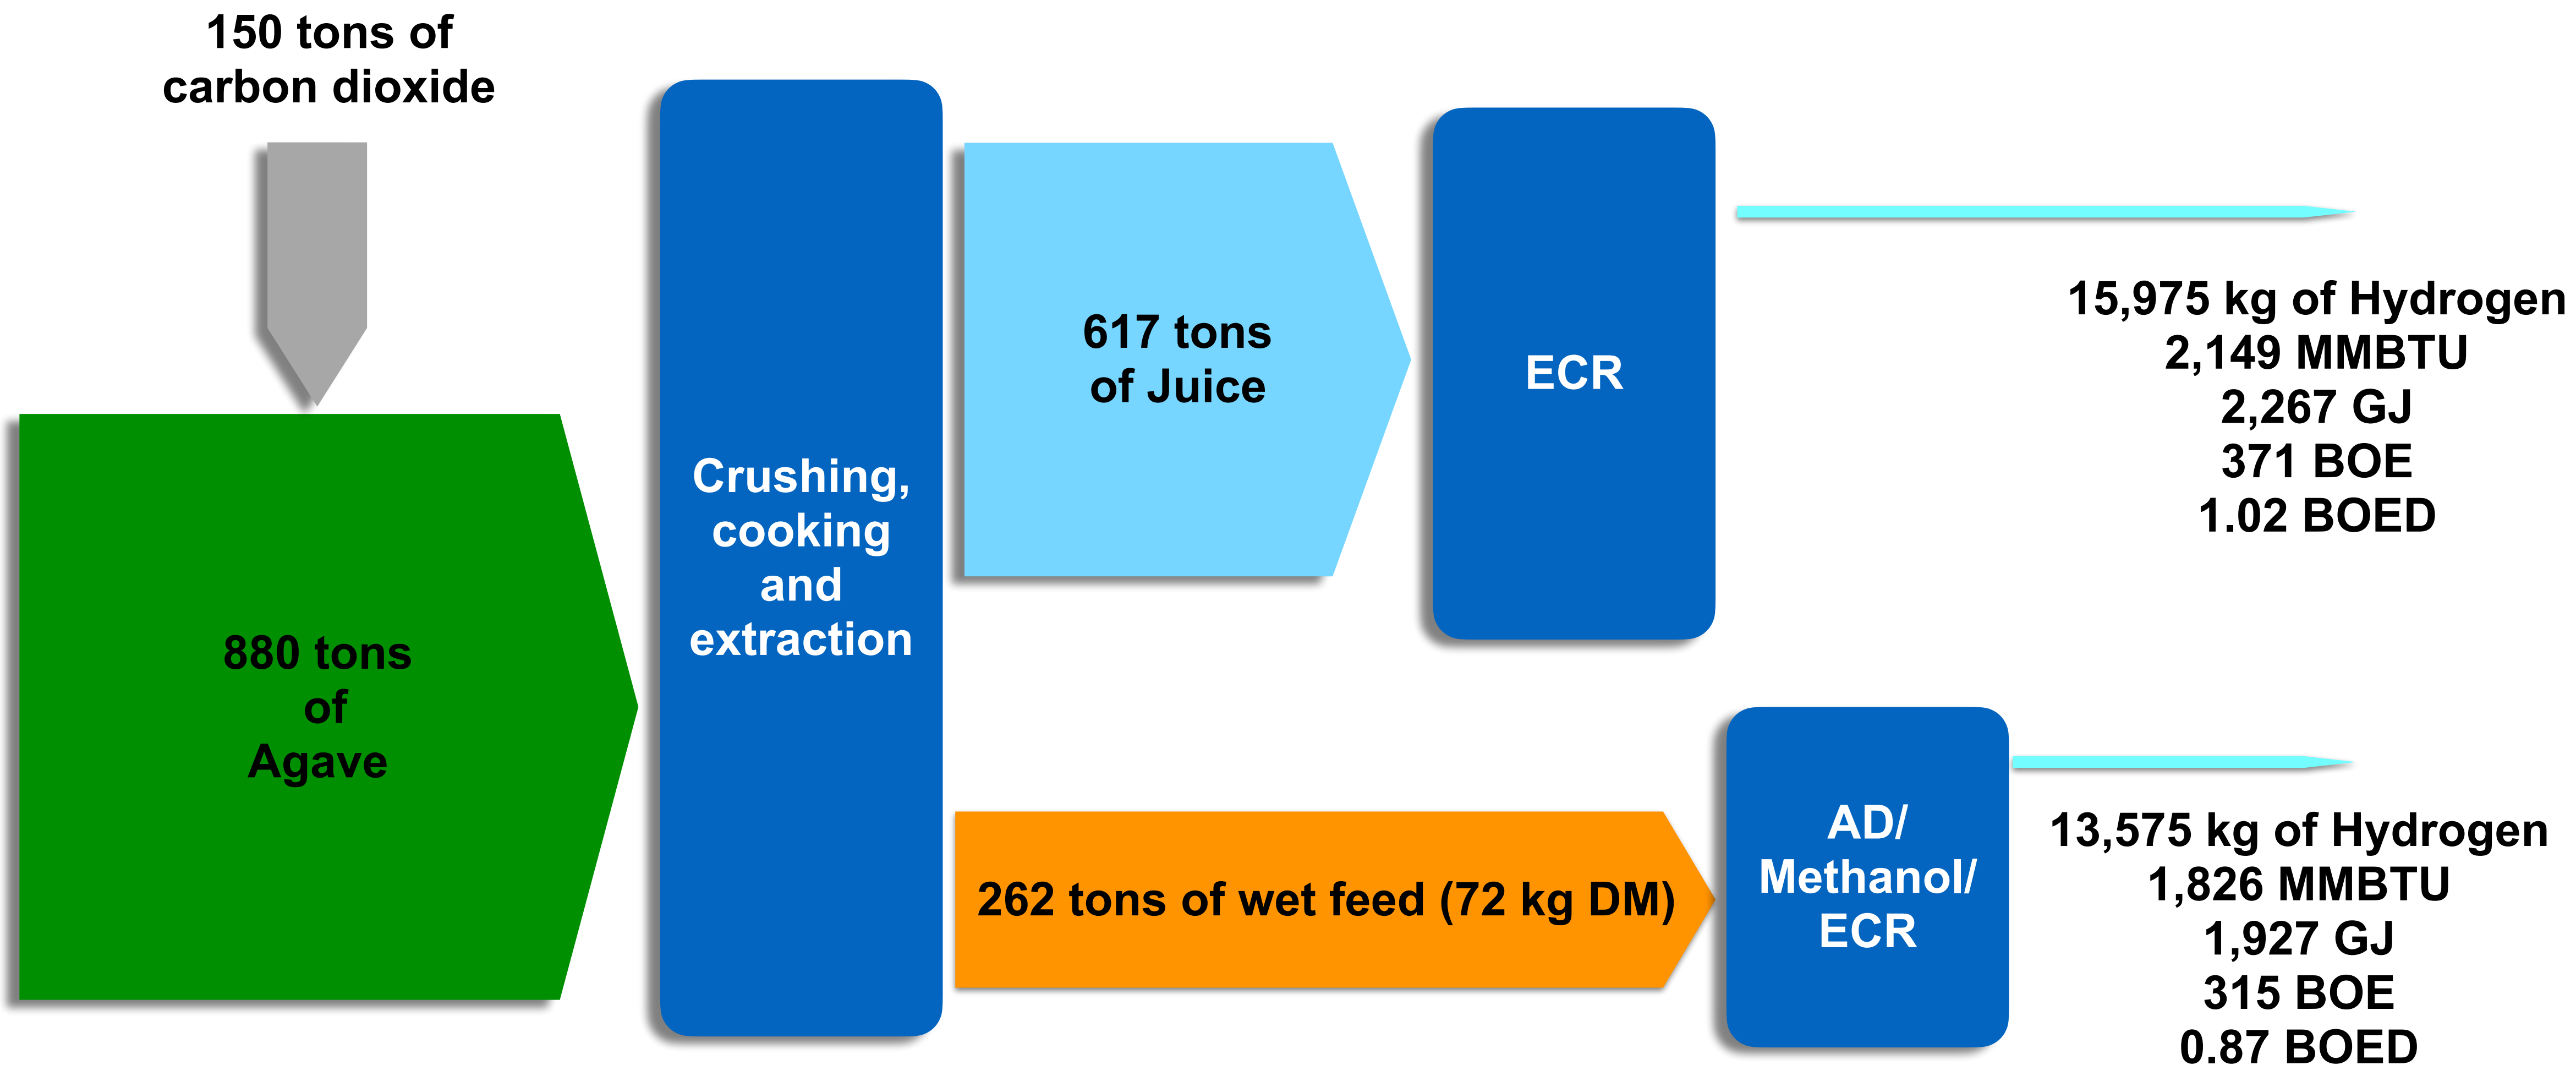 150 tons of
carbon dioxide
880 tons
of
Agave
Crushing,
cooking
and
extraction
617 tons
of Juice
ECR
15,975 kg of Hydrogen
2,149 MMBTU
2,267 GJ
371 BOE
1.02 BOED
262 tons of wet feed (72 kg DM)
AD/
Methanol/
ECR
13,575 kg of Hydrogen
1,826 MMBTU
1,927 GJ
315 BOE
0.87 BOED